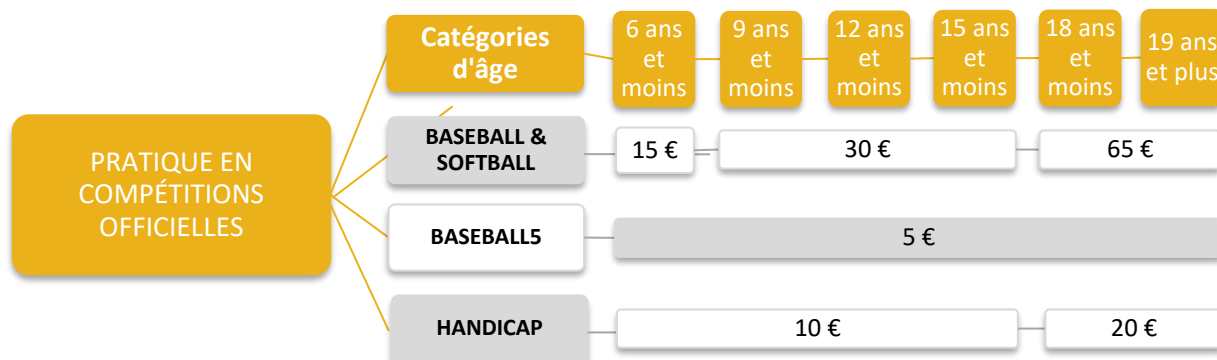 PRATIQUE EN
COMPÉTITIONS
OFFICIELLES
Catégories
d'âge
6 ans
et
moins
9 ans
et
moins
12 ans
et
moins
15 ans
et
moins
18 ans
et
moins
19 ans
et plus
BASEBALL &
SOFTBALL
15 €
30 €
65 €
BASEBALL5
5 €
HANDICAP
10 €
20 €